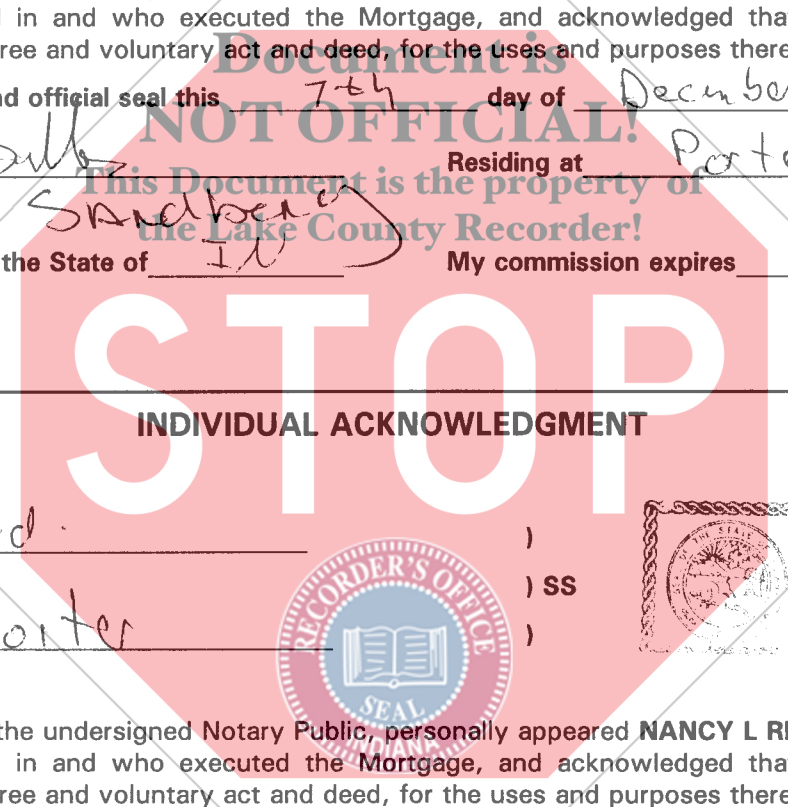 in and who executed the Mortgage, and acknowledged tha
ree and voluntary act and deed, for the uses and purposes there
Document is
nd official seal this 7th day of December
NOT OFFICIAL!
Residing at Porte
This Document is the property of
Sandberg
the Lake County Recorder!
the State of IN My commission expires
STOP
INDIVIDUAL ACKNOWLEDGMENT
d.
)
) SS
orter )
RECORDER'S OFFICE
SEAL
INDIANA
the undersigned Notary Public, personally appeared NANCY L R
in and who executed the Mortgage, and acknowledged tha
ree and voluntary act and deed, for the uses and purposes there